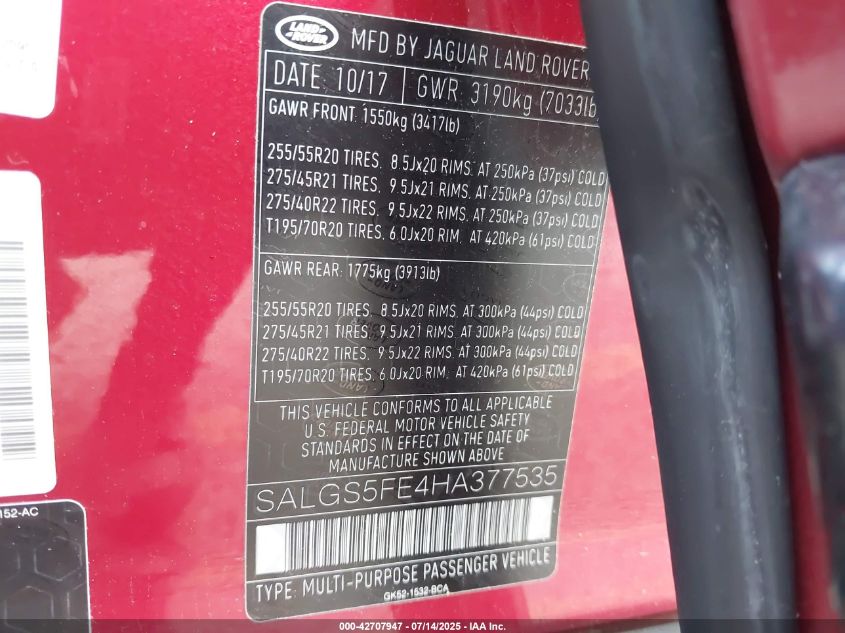 LAND ROVER
MFD BY JAGUAR LAND ROVER
DATE 10/17 GWR 3190kg (7033lb
GAWR FRONT 1550kg (3417lb)
255/55R20 TIRES. 8.5Jx20 RIMS. AT 250kPa (37psi) COLD
275/45R21 TIRES. 9.5Jx21 RIMS. AT 250kPa (37psi) COLD
275/40R22 TIRES. 9.5Jx22 RIMS. AT 250kPa (37psi) COLD
T195/70R20 TIRES. 6.0Jx20 RIM. AT 420kPa (61psi) COLD
GAWR REAR: 1775kg (3913lb)
255/55R20 TIRES. 8.5Jx20 RIMS. AT 300kPa (44psi) COLD
275/45R21 TIRES. 9.5Jx21 RIMS. AT 300kPa (44psi) COLD
275/40R22 TIRES. 9.5Jx22 RIMS. AT 300kPa (44psi) COLD
T195/70R20 TIRES. 6.0Jx20 RIM. AT 420kPa (61psi) COLD
THIS VEHICLE CONFORMS TO ALL APPLICABLE
U.S. FEDERAL MOTOR VEHICLE SAFETY
STANDARDS IN EFFECT ON THE DATE OF
MANUFACTURE SHOWN ABOVE
SALGS5FE4HA377535
TYPE: MULTI-PURPOSE PASSENGER VEHICLE
GK52-1532-BCA
152-AC
000-42707947 - 07/14/2025 - IAA Inc.